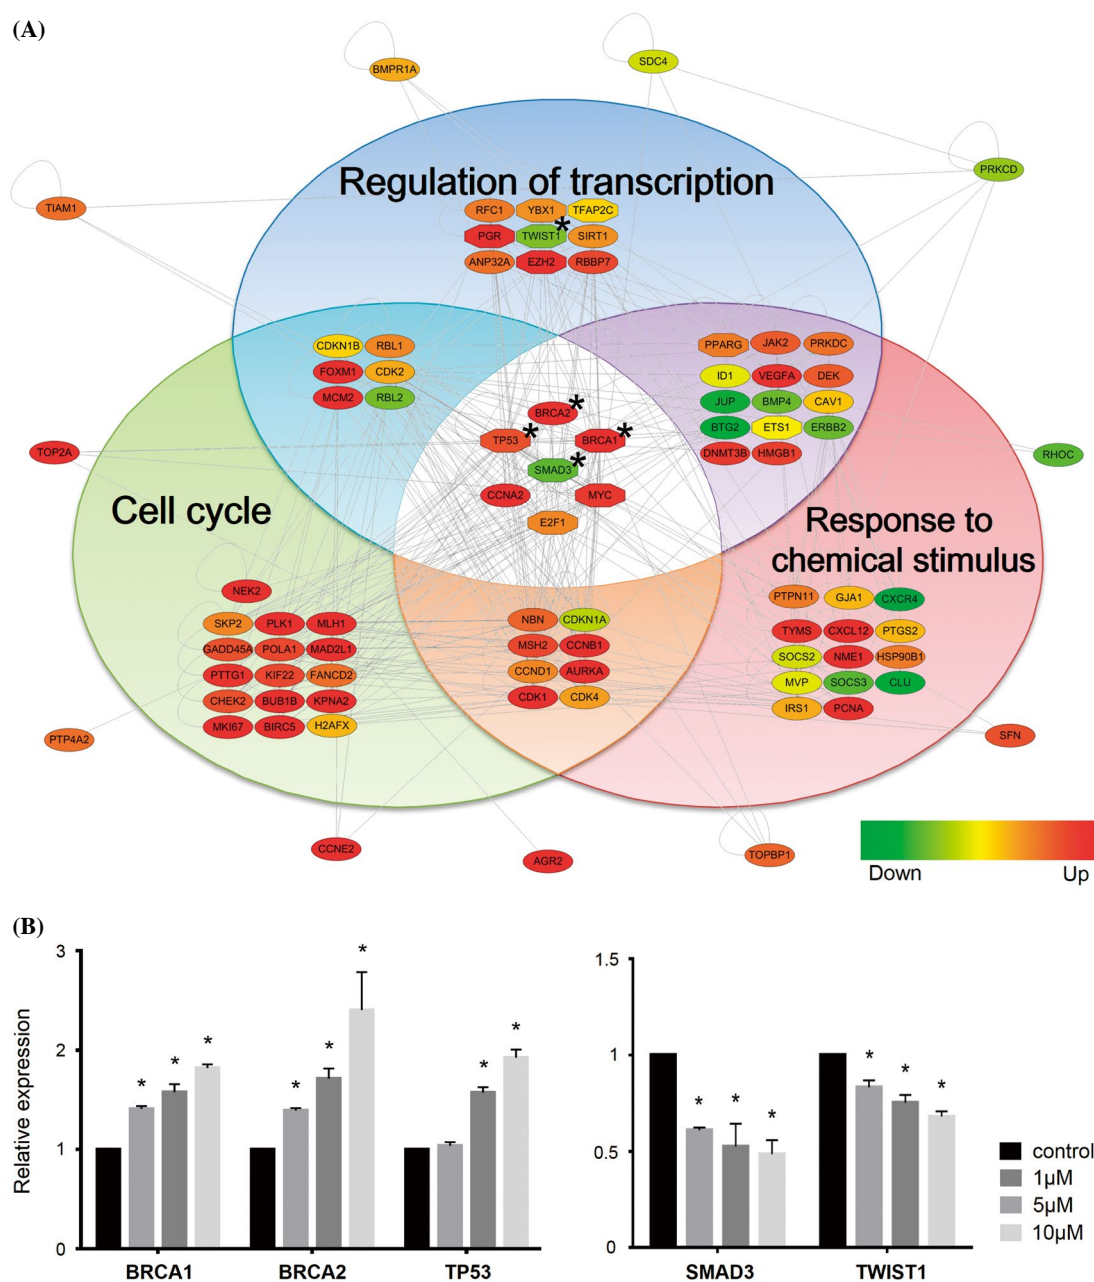 (A)
BMPR1A
SDC4
PRKCD
TIAM1
Regulation of transcription
RFC1 YBX1 TFAP2C
PGR TWIST1 * SIRT1
ANP32A EZH2 RBBP7
CDKN1B RBL1
FOXM1 CDK2
MCM2 RBL2
PPARG JAK2 PRKDC
ID1 VEGFA DEK
JUP BMP4 CAV1
BTG2 ETS1 ERBB2
DNMT3B HMGB1
BRCA2 *
TP53 * BRCA1 *
SMAD3 *
CCNA2 MYC
E2F1
TOP2A
RHOC
Cell cycle
Response to
chemical stimulus
NEK2
SKP2 PLK1 MLH1
GADD45A POLA1 MAD2L1
PTTG1 KIF22 FANCD2
CHEK2 BUB1B KPNA2
MKI67 BIRC5 H2AFX
NBN CDKN1A
MSH2 CCNB1
CCND1 AURKA
CDK1 CDK4
PTPN11 GJA1 CXCR4
TYMS CXCL12 PTGS2
SOCS2 NME1 HSP90B1
MVP SOCS3 CLU
IRS1 PCNA
PTP4A2
SFN
CCNE2
AGR2
TOPBP1
Down Up
(B)
Relative expression
3
2
1
0
* * *
* * *
* *
BRCA1 BRCA2 TP53
1.5
1
0.5
0
* * *
* * *
SMAD3 TWIST1
control
1µM
5µM
10µM